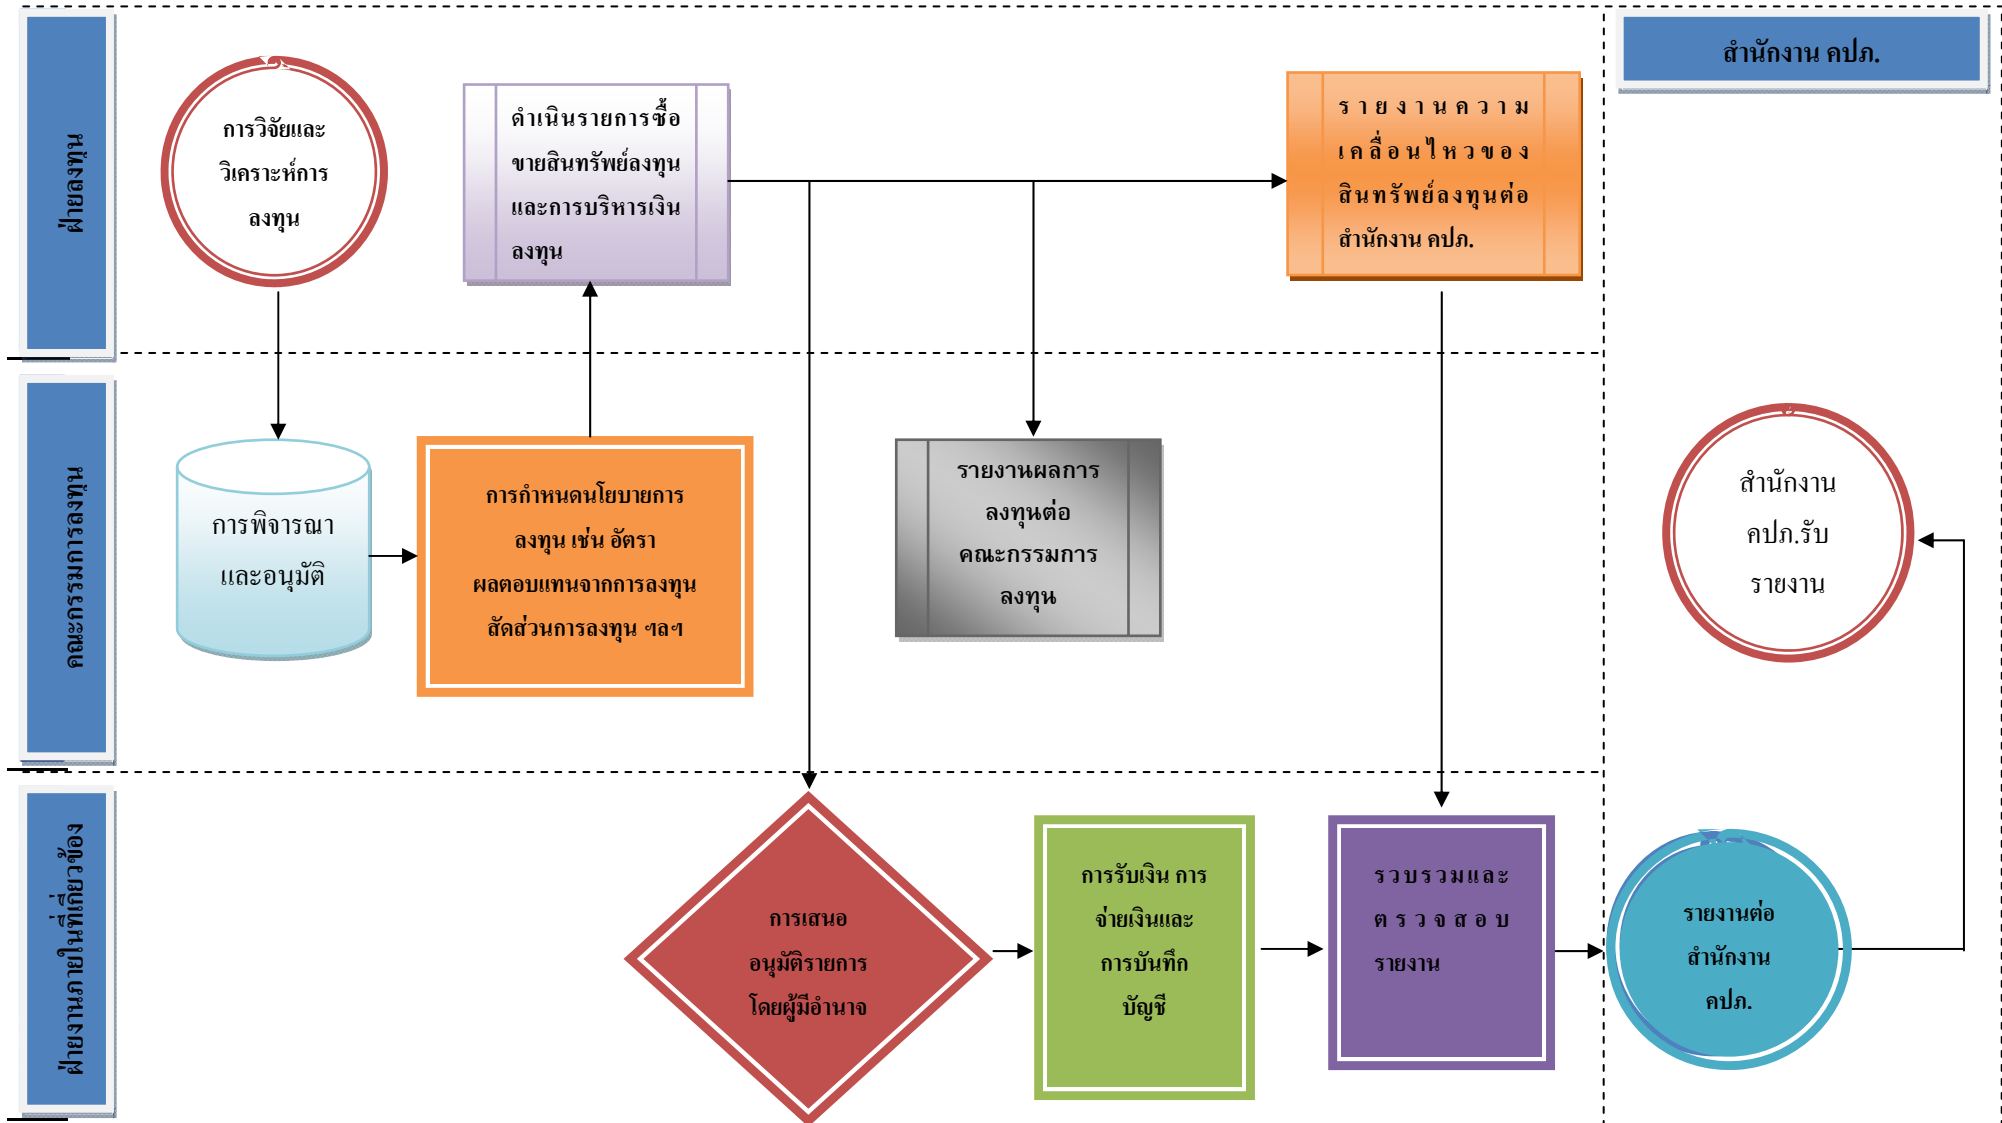 ฝ่ายลงทุน
การวิจัยและ
วิเคราะห์การ
ลงทุน
ดำเนินรายการซื้อ
ขายสินทรัพย์ลงทุน
และการบริหารเงิน
ลงทุน
รายงานความ
เคลื่อนไหวของ
สินทรัพย์ลงทุนต่อ
สำนักงาน คปภ.
สำนักงาน คปภ.
คณะกรรมการลงทุน
การพิจารณา
และอนุมัติ
การกำหนดนโยบายการ
ลงทุน เช่น อัตรา
ผลตอบแทนจากการลงทุน
สัดส่วนการลงทุน ฯลฯ
รายงานผลการ
ลงทุนต่อ
คณะกรรมการ
ลงทุน
สำนักงาน
คปภ.รับ
รายงาน
ฝ่ายงานภายในที่เกี่ยวข้อง
การเสนอ
อนุมัติรายการ
โดยผู้มีอำนาจ
การรับเงิน การ
จ่ายเงินและ
การบันทึก
บัญชี
รวบรวมและ
ตรวจสอบ
รายงาน
รายงานต่อ
สำนักงาน
คปภ.